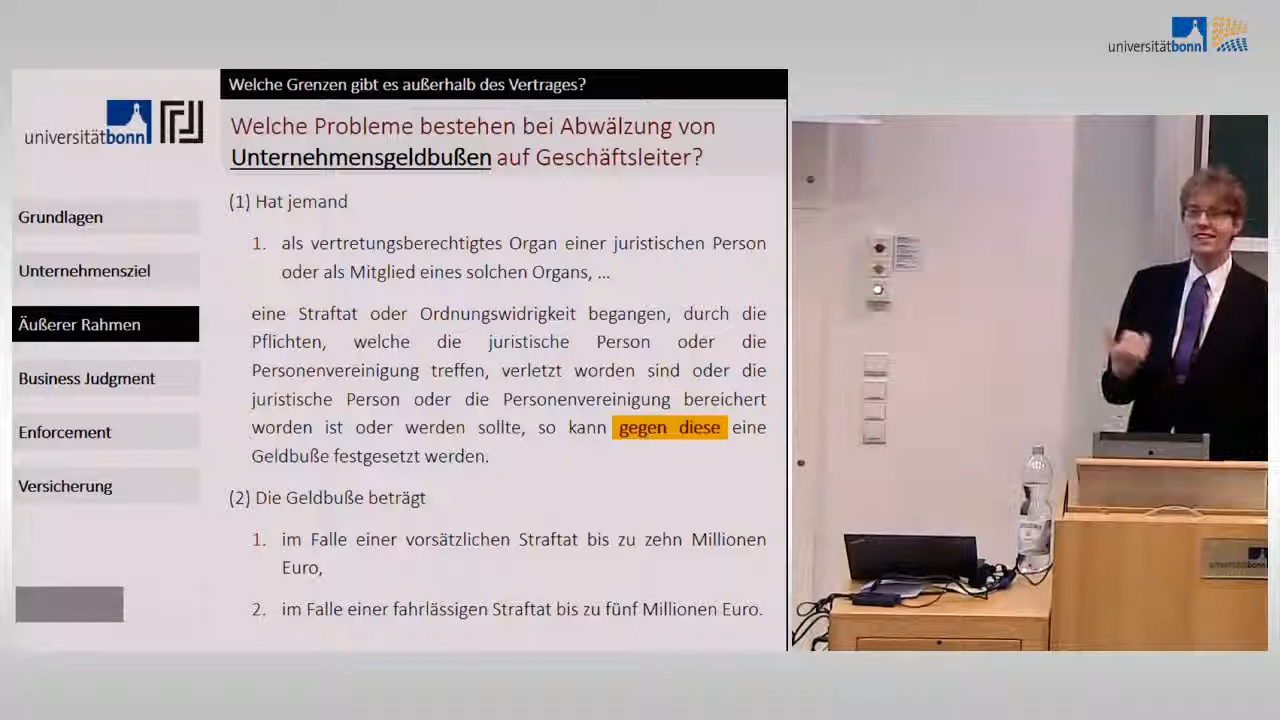 universitätbonn
Welche Grenzen gibt es außerhalb des Vertrages?
universitätbonn
Welche Probleme bestehen bei Abwälzung von
Unternehmensgeldbußen auf Geschäftsleiter?
Grundlagen
Unternehmensziel
Äußerer Rahmen
Business Judgment
Enforcement
Versicherung
(1) Hat jemand
1. als vertretungsberechtigtes Organ einer juristischen Person
oder als Mitglied eines solchen Organs, ...
eine Straftat oder Ordnungswidrigkeit begangen, durch die
Pflichten, welche die juristische Person oder die
Personenvereinigung treffen, verletzt worden sind oder die
juristische Person oder die Personenvereinigung bereichert
worden ist oder werden sollte, so kann gegen diese eine
Geldbuße festgesetzt werden.
(2) Die Geldbuße beträgt
1. im Falle einer vorsätzlichen Straftat bis zu zehn Millionen
Euro,
2. im Falle einer fahrlässigen Straftat bis zu fünf Millionen Euro.
universitätbonn